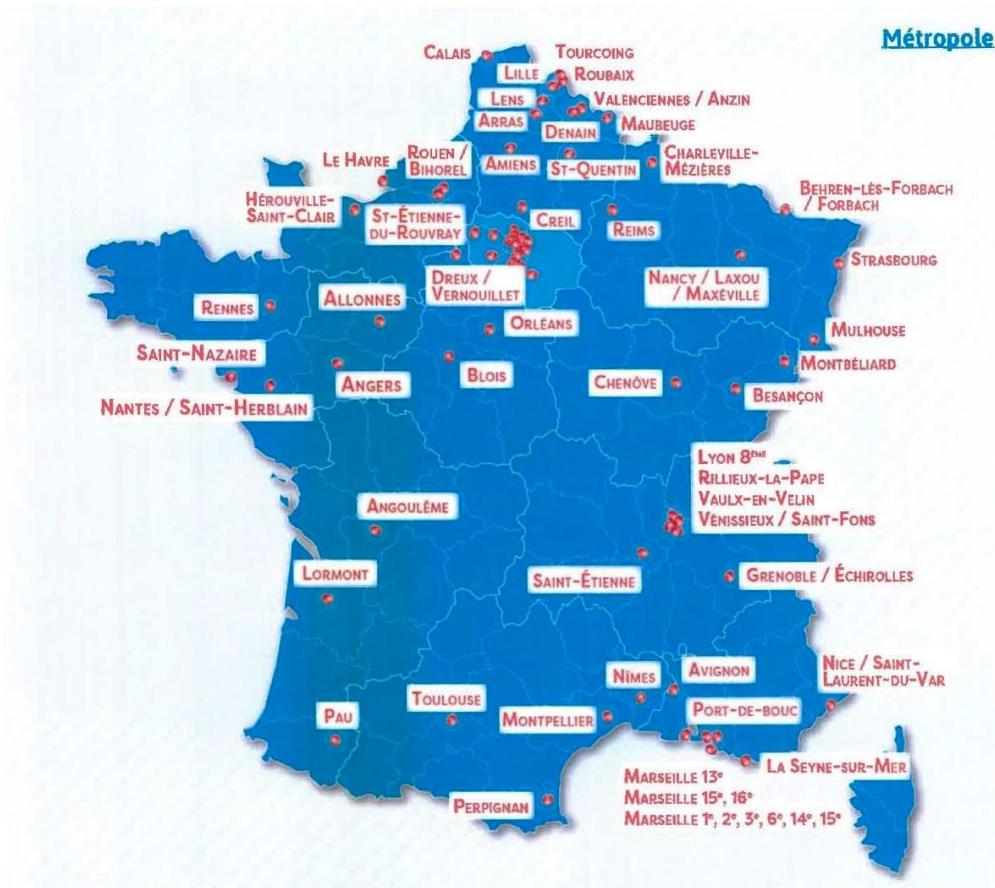 Métropole
CALAIS
TOURCOING
LILLE
ROUBAIX
LENS
VALENCIENNES / ANZIN
ARRAS
DENAIN
MAUBEUGE
LE HAVRE
ROUEN /
BIHOREL
AMIENS
ST-QUENTIN
CHARLEVILLE-
MÉZIÈRES
HÉROUVILLE-
SAINT-CLAIR
ST-ÉTIENNE-
DU-ROUVRAY
CREIL
REIMS
BEHREN-LÈS-FORBACH
/ FORBACH
STRASBOURG
DREUX /
VERNOUILLET
NANCY / LAXOU
/ MAXÉVILLE
RENNES
ALLONNES
ORLÉANS
MULHOUSE
SAINT-NAZAIRE
ANGERS
BLOIS
CHENÔVE
MONTBÉLIARD
BESANÇON
NANTES / SAINT-HERBLAIN
LYON 8ÈME
RILLIEUX-LA-PAPE
VAULX-EN-VELIN
VÉNISSIEUX / SAINT-FONS
ANGOULÊME
LORMONT
SAINT-ÉTIENNE
GRENOBLE / ÉCHIROLLES
NÎMES
AVIGNON
NICE / SAINT-
LAURENT-DU-VAR
PAU
TOULOUSE
MONTPELLIER
PORT-DE-BOUC
LA SEYNE-SUR-MER
PERPIGNAN
MARSEILLE 13e
MARSEILLE 15e, 16e
MARSEILLE 1e, 2e, 3e, 6e, 14e, 15e